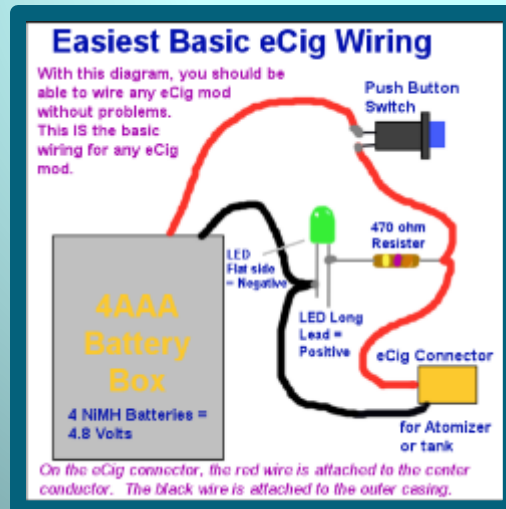 Easiest Basic eCig Wiring
With this diagram, you should be
able to wire any eCig mod
without problems.
This IS the basic
wiring for any eCig
mod.
Push Button
Switch
LED
Flat side
= Negative
470 ohm
Resister
LED Long
Lead =
Positive
4AAA
Battery
Box
4 NiMH Batteries =
4.8 Volts
eCig Connector
for Atomizer
or tank
On the eCig connector, the red wire is attached to the center
conductor. The black wire is attached to the outer casing.